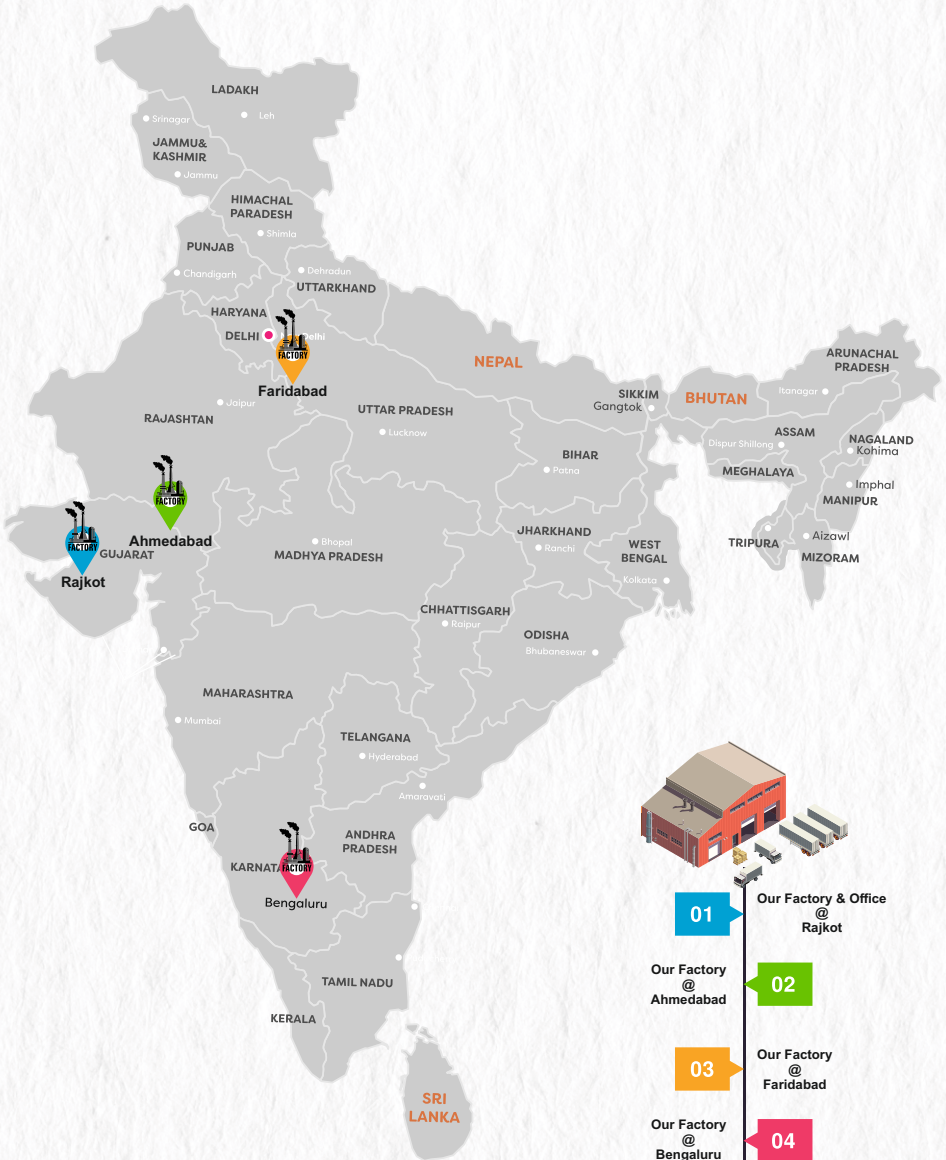 LADAKH
Leh
Srinagar
JAMMU&
KASHMIR
Jammu
HIMACHAL
PARADESH
Shimla
PUNJAB
Chandigarh
Dehradun
UTTARKHAND
HARYANA
DELHI
elhi
FACTORY
Faridabad
NEPAL
ARUNACHAL
PRADESH
Itanagar
SIKKIM
Gangtok
BHUTAN
Jaipur
RAJASHTAN
UTTAR PRADESH
Lucknow
ASSAM
Dispur Shillong
NAGALAND
Kohima
BIHAR
Patna
MEGHALAYA
Imphal
MANIPUR
FACTORY
Ahmedabad
FACTORY
GUJARAT
Rajkot
Bhopal
MADHYA PRADESH
JHARKHAND
Ranchi
WEST
BENGAL
Kolkata
TRIPURA
Aizawl
MIZORAM
CHHATTISGARH
Raipur
ODISHA
Bhubaneswar
MAHARASHTRA
Mumbai
TELANGANA
Hyderabad
Amaravati
GOA
ANDHRA
PRADESH
KARNATA
FACTORY
Bengaluru
TAMIL NADU
KERALA
SRI
LANKA
01
Our Factory & Office
@
Rajkot
Our Factory
@
Ahmedabad
02
03
Our Factory
@
Faridabad
Our Factory
@
Bengaluru
04